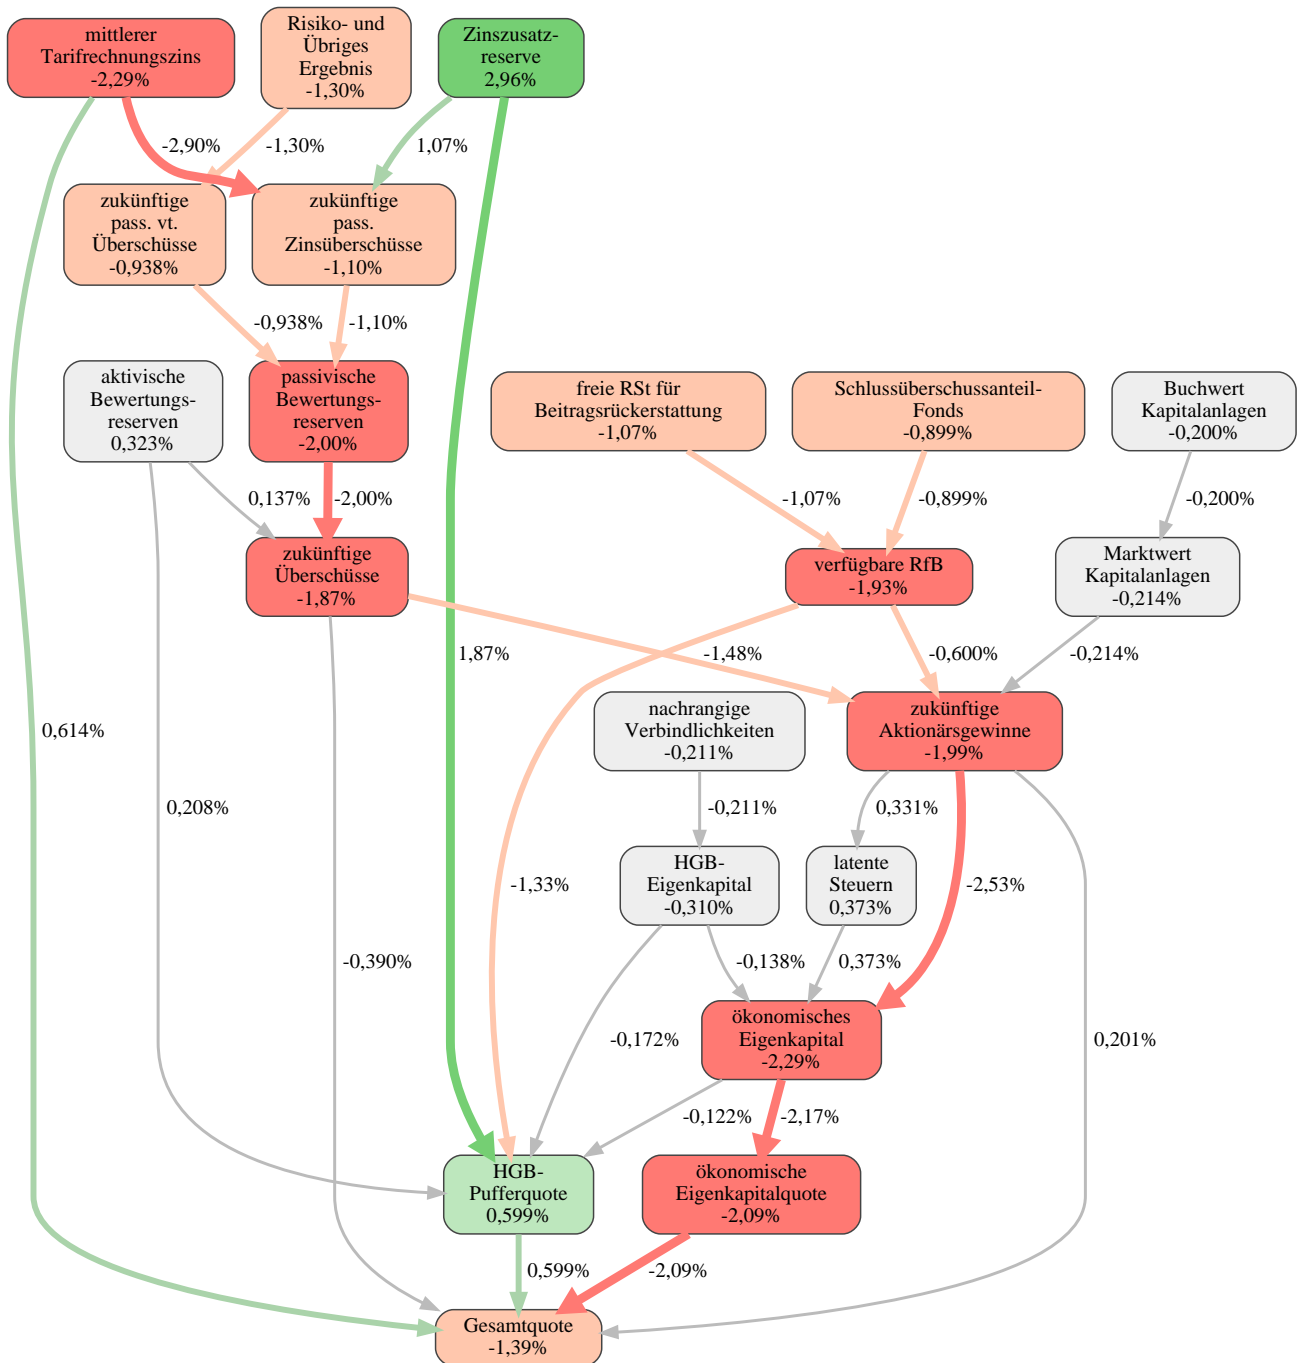 mittlerer
Tarifrechnungszins
-2,29%
Risiko- und
Übriges
Ergebnis
-1,30%
Zinszusatz-
reserve
2,96%
-2,90%
-1,30%
1,07%
zukünftige
pass. vt.
Überschüsse
-0,938%
zukünftige
pass.
Zinsüberschüsse
-1,10%
-0,938%
-1,10%
aktivische
Bewertungs-
reserven
0,323%
passivische
Bewertungs-
reserven
-2,00%
freie RSt für
Beitragsrückerstattung
-1,07%
Schlussüberschussanteil-
Fonds
-0,899%
Buchwert
Kapitalanlagen
-0,200%
0,137%
-2,00%
-1,07%
-0,899%
-0,200%
zukünftige
Überschüsse
-1,87%
verfügbare RfB
-1,93%
Marktwert
Kapitalanlagen
-0,214%
1,87%
-1,48%
-0,600%
-0,214%
0,614%
nachrangige
Verbindlichkeiten
-0,211%
zukünftige
Aktionärsgewinne
-1,99%
0,208%
-0,211%
0,331%
-1,33%
HGB-
Eigenkapital
-0,310%
latente
Steuern
0,373%
-2,53%
-0,390%
-0,138%
0,373%
-0,172%
ökonomisches
Eigenkapital
-2,29%
0,201%
-0,122%
-2,17%
HGB-
Pufferquote
0,599%
ökonomische
Eigenkapitalquote
-2,09%
0,599%
-2,09%
Gesamtquote
-1,39%